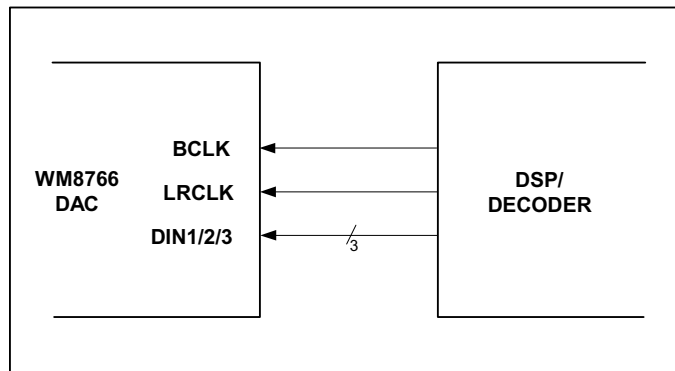 BCLK
WM8766
DAC
LRCLK
DSP/
DECODER
DIN1/2/3
3